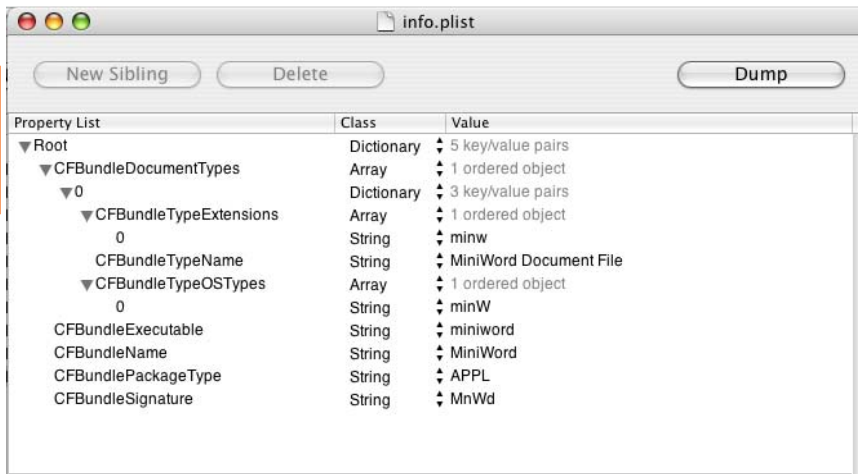 info.plist
New Sibling Delete Dump
Property List Class Value
Root Dictionary 5 key/value pairs
CFBundleDocumentTypes Array 1 ordered object
0 Dictionary 3 key/value pairs
CFBundleTypeExtensions Array 1 ordered object
0 String minw
CFBundleTypeName String MiniWord Document File
CFBundleTypeOSTypes Array 1 ordered object
0 String minW
CFBundleExecutable String miniword
CFBundleName String MiniWord
CFBundlePackageType String APPL
CFBundleSignature String MnWd